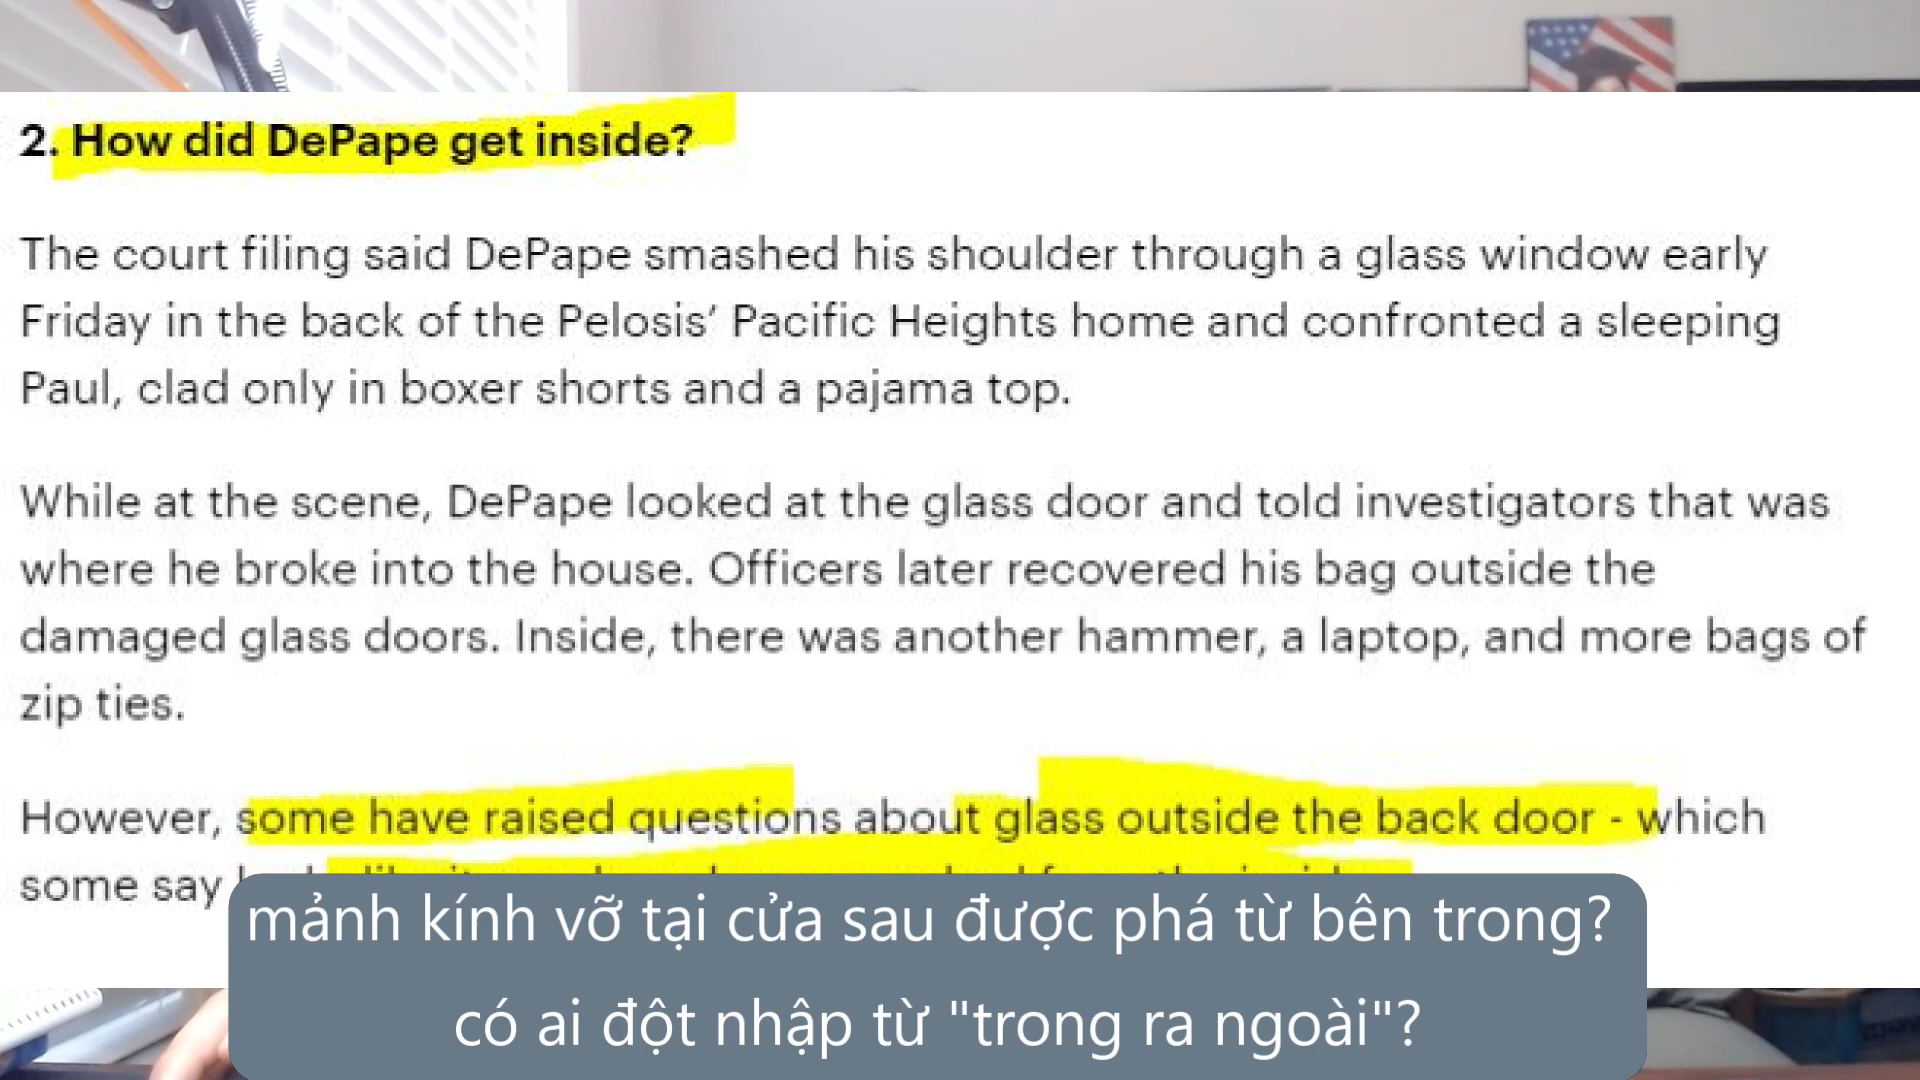 2. How did DePape get inside?
The court filing said DePape smashed his shoulder through a glass window early
Friday in the back of the Pelosis’ Pacific Heights home and confronted a sleeping
Paul, clad only in boxer shorts and a pajama top.
While at the scene, DePape looked at the glass door and told investigators that was
where he broke into the house. Officers later recovered his bag outside the
damaged glass doors. Inside, there was another hammer, a laptop, and more bags of
zip ties.
However, some have raised questions about glass outside the back door - which
some say
mảnh kính vỡ tại cửa sau được phá từ bên trong?
có ai đột nhập từ "trong ra ngoài"?